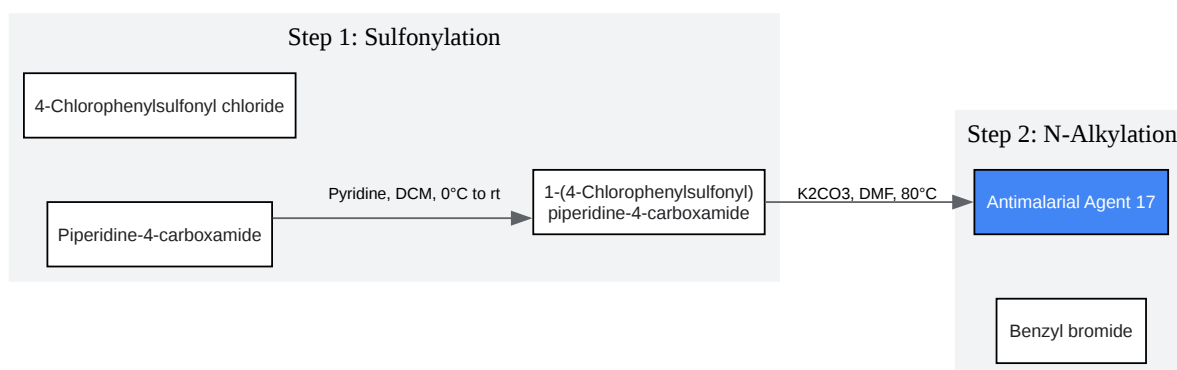 Step 1: Sulfonylation
4-Chlorophenylsulfonyl chloride
Piperidine-4-carboxamide
Pyridine, DCM, 0°C to rt
1-(4-Chlorophenylsulfonyl)
piperidine-4-carboxamide
K2CO3, DMF, 80°C
Step 2: N-Alkylation
Antimalarial Agent 17
Benzyl bromide